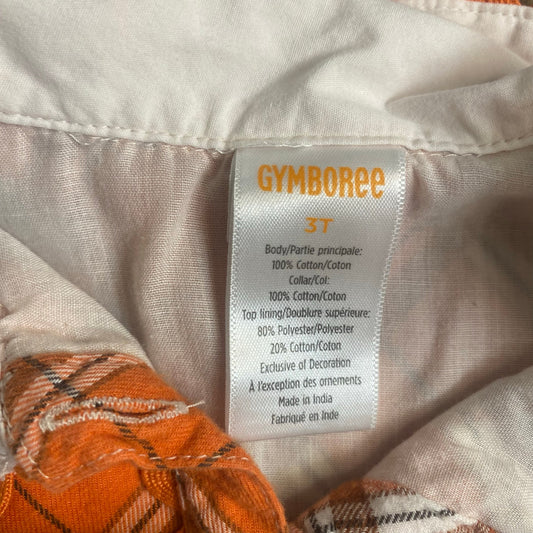 GYMBOREE
3T
Body/Partie principale:
100% Cotton/Coton
Collar/Col:
100% Cotton/Coton
Top lining/Doublure supérieure:
80% Polyester/Polyester
20% Cotton/Coton
Exclusive of Decoration
À l'exception des ornements
Made in India
Fabriqué en Inde